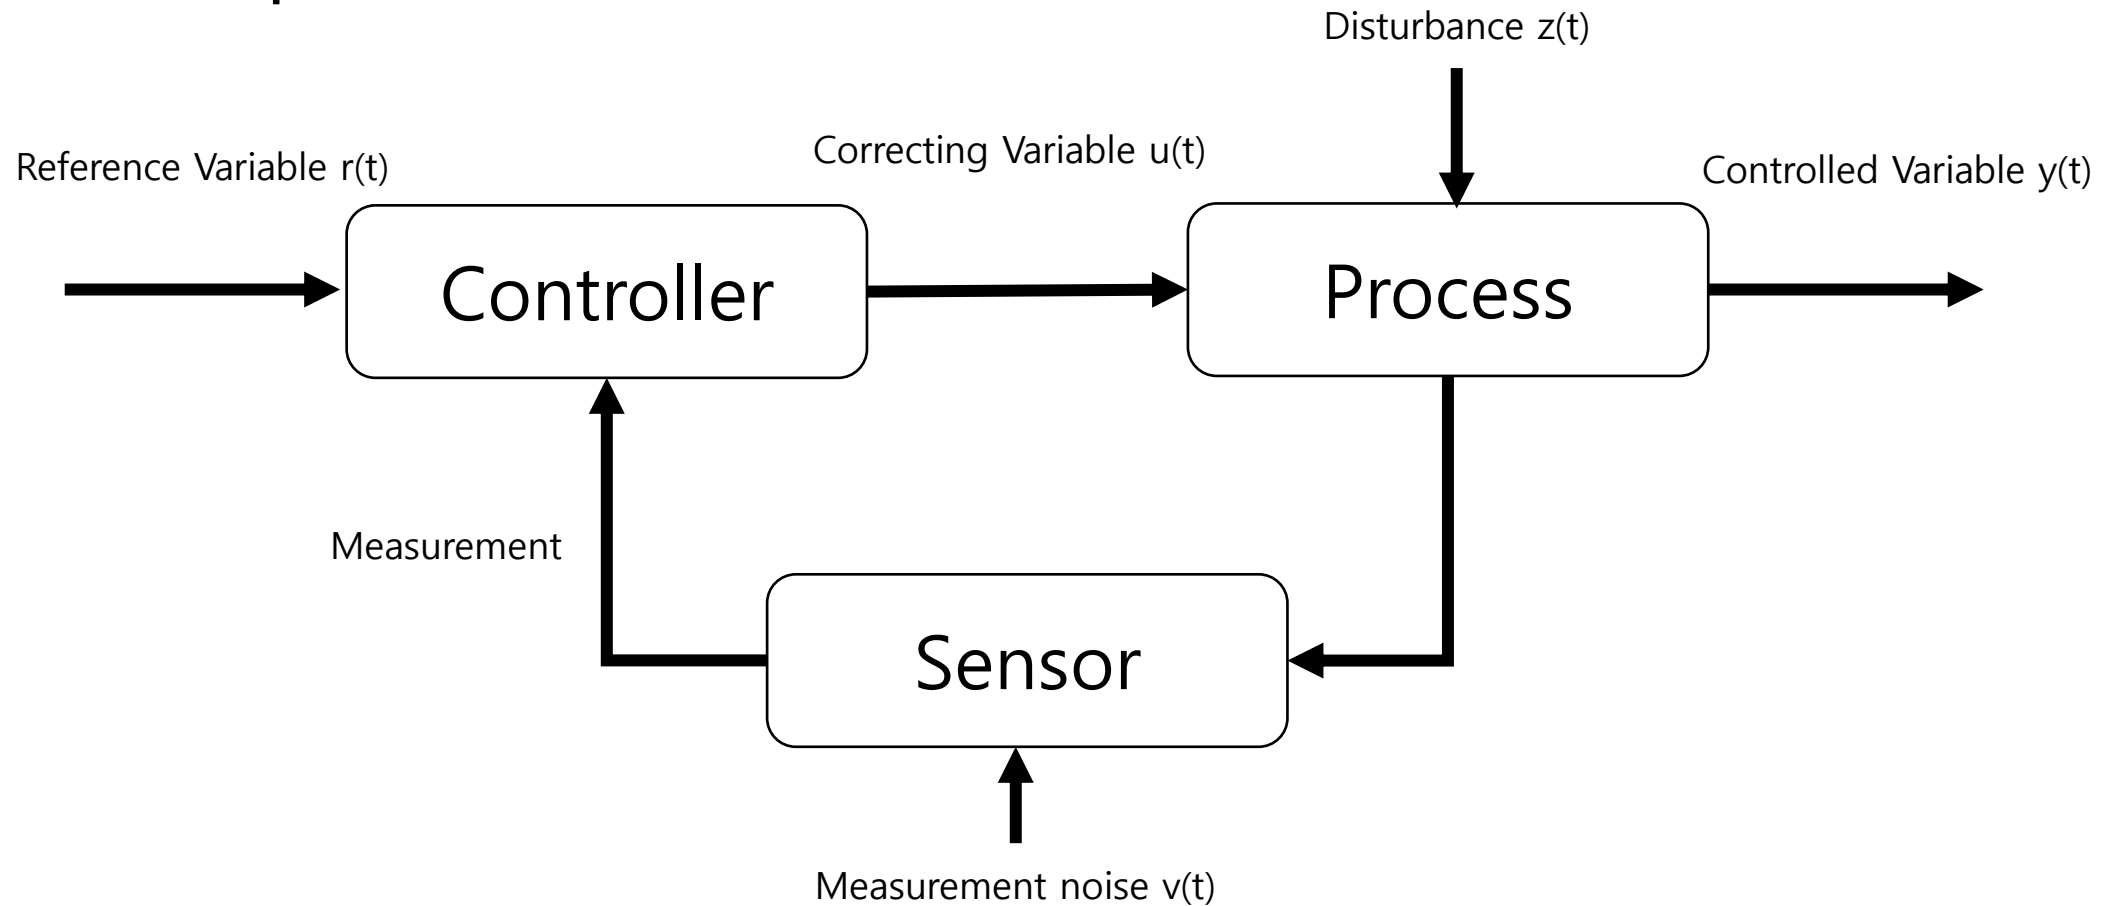 Disturbance z(t)
Reference Variable r(t)
Correcting Variable u(t)
Controlled Variable y(t)
Controller
Process
Measurement
Sensor
Measurement noise v(t)